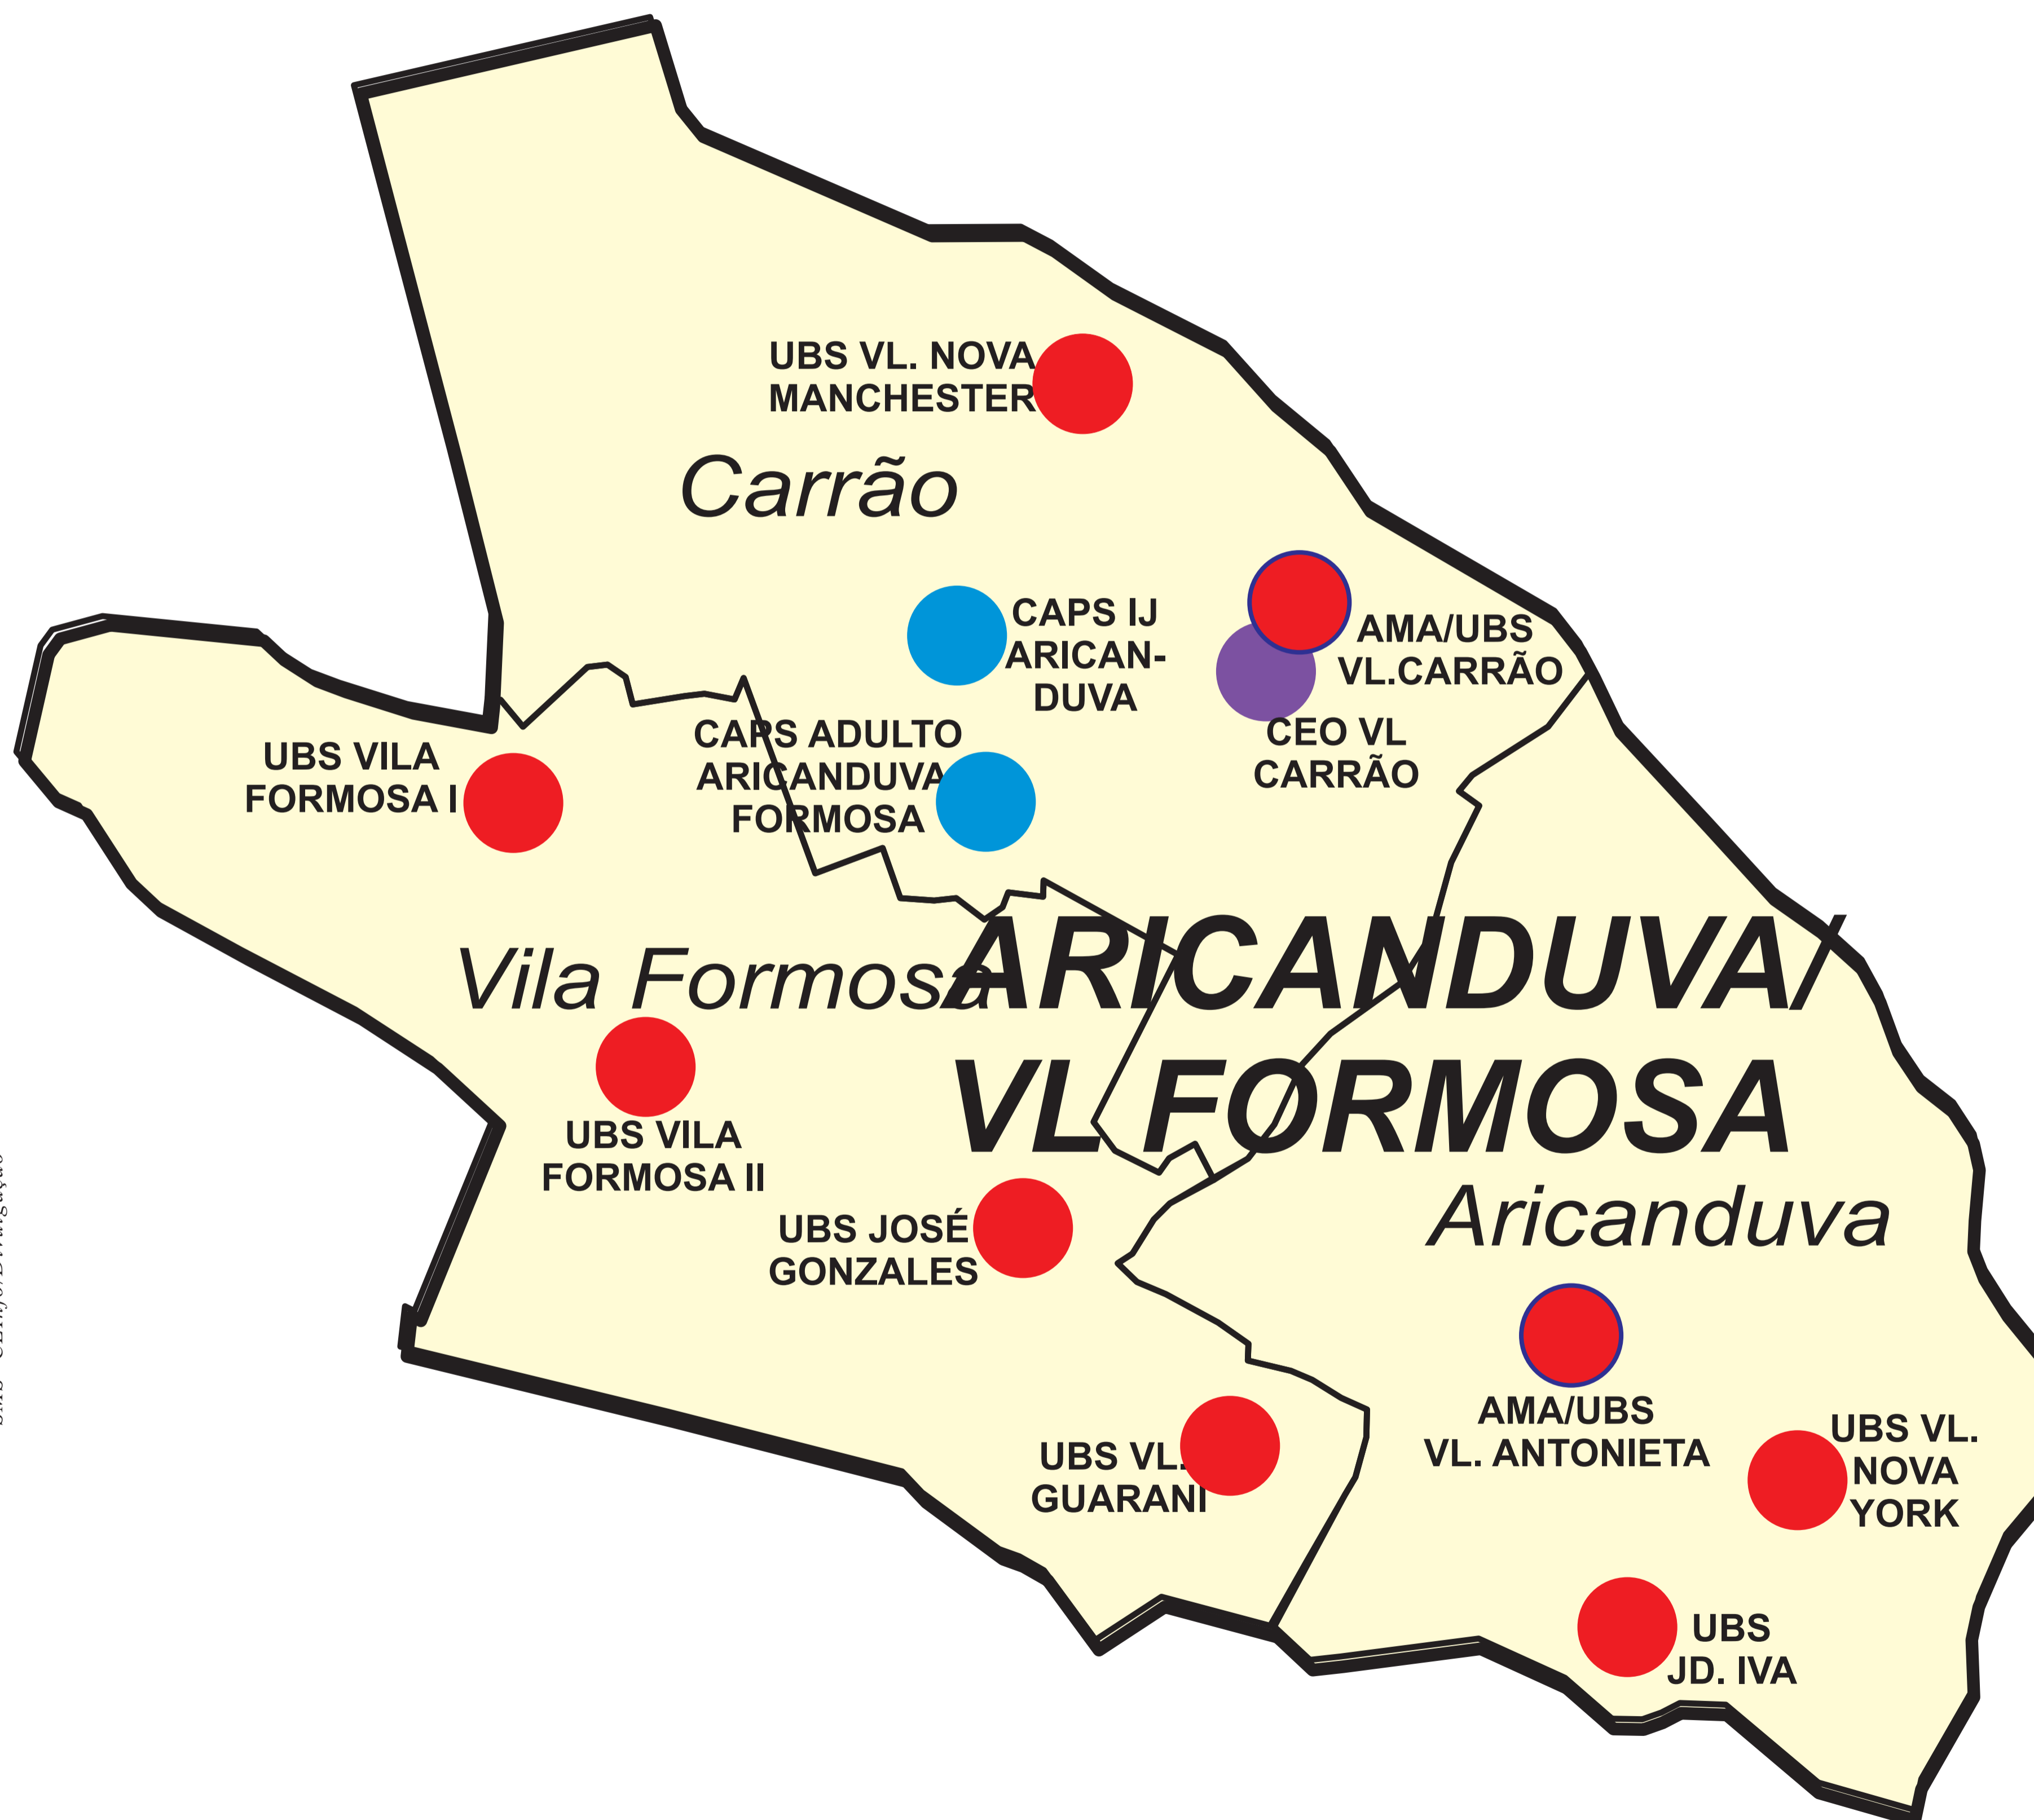 UBS VL. NOVA
MANCHESTER
Carrão
CAPS IJ
ARICAN-
DUVA
AMA/UBS
VL.CARRÃO
CEO VL
CARRÃO
CAPS ADULTO
ARICANDUVA
FORMOSA
UBS VILA
FORMOSA I
Vila Formosa
ARICANDUVA/
VL FORMOSA
UBS VILA
FORMOSA II
UBS JOSÉ
GONZALES
Aricanduva
AMA/UBS
VL. ANTONIETA
UBS VL.
NOVA
YORK
UBS VL.
GUARANI
UBS
JD. IVA